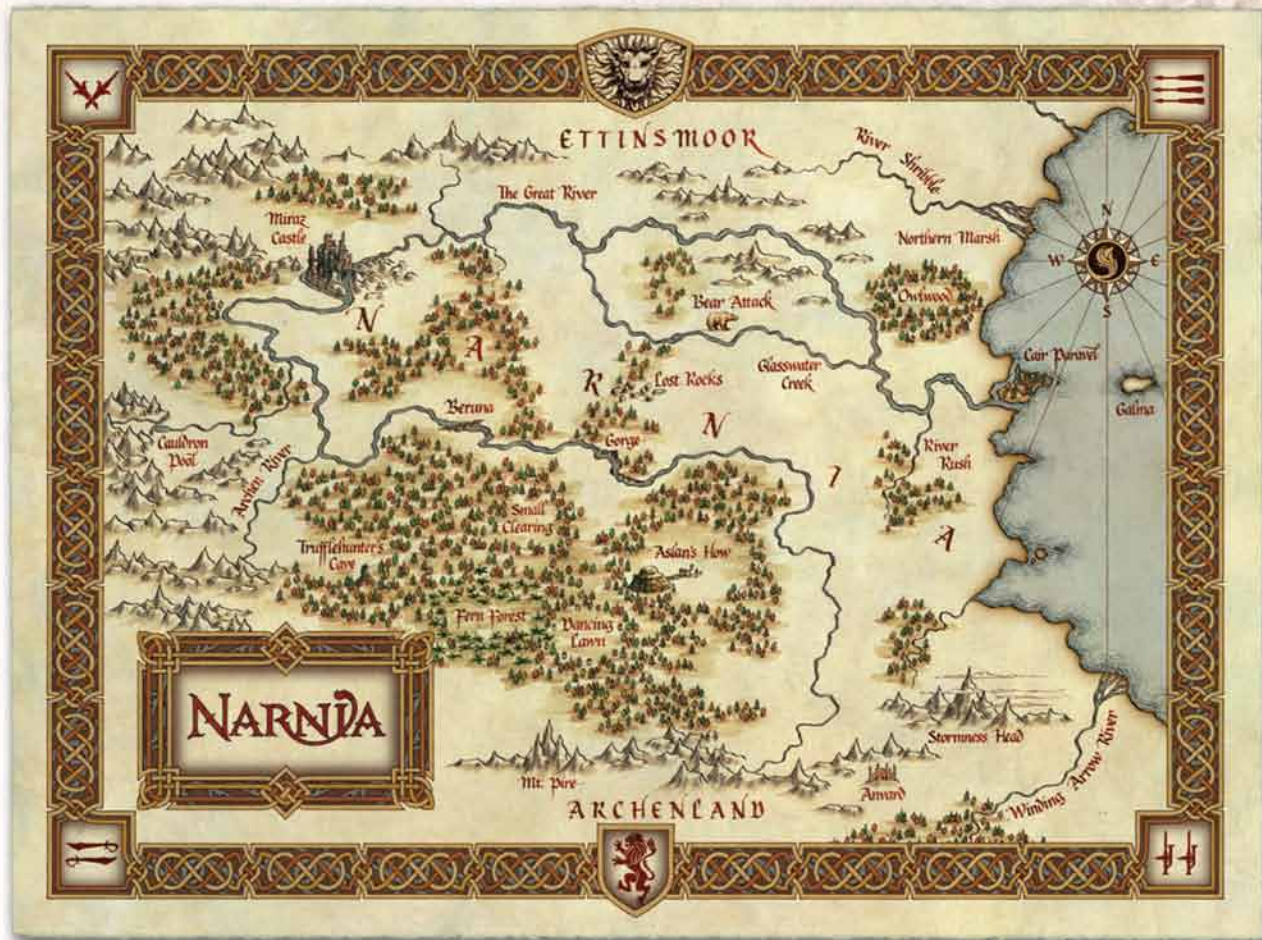 ETTINSMOOR
River Shribble
The Great River
Miraz
Castle
Northern Marsh
N
W
E
S
Owlwood
Bear Attack
N
A
R
N
I
A
Cair Paravel
Galma
Glasswater
Creek
Lost Rocks
Beruna
Gorge
Cauldron
Pool
Archen River
River
Rush
Small
Clearing
Trufflehunter's
Cave
Aslan's How
Fern Forest
Dancing
Lawn
NARNIA
Stormness Head
Mt. Pire
Anvard
Winding Arrow River
ARCHENLAND